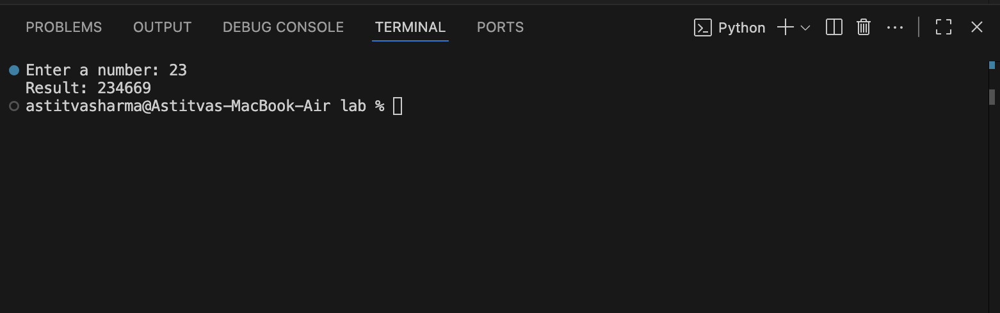 PROBLEMS OUTPUT DEBUG CONSOLE TERMINAL PORTS Python
Enter a number: 23
Result: 234669
astitvasharma@Astitvas-MacBook-Air lab %